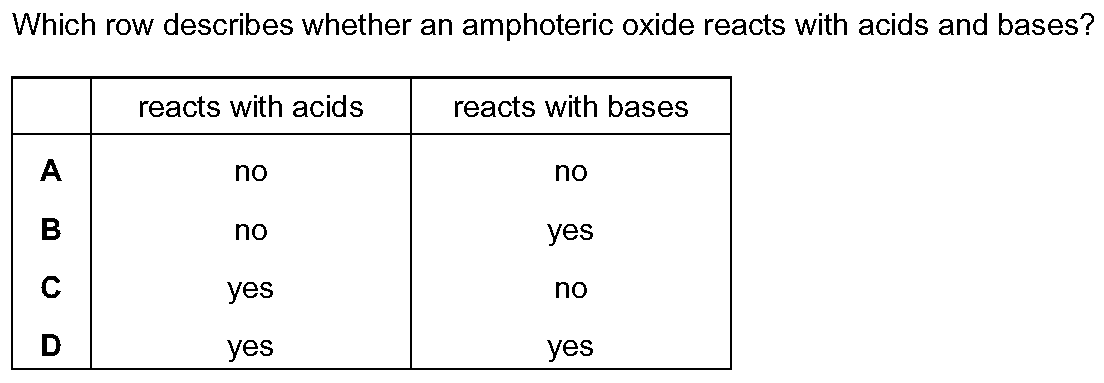 Which row describes whether an amphoteric oxide reacts with acids and bases?
reacts with acids reacts with bases
A no no
B no yes
C yes no
D yes yes